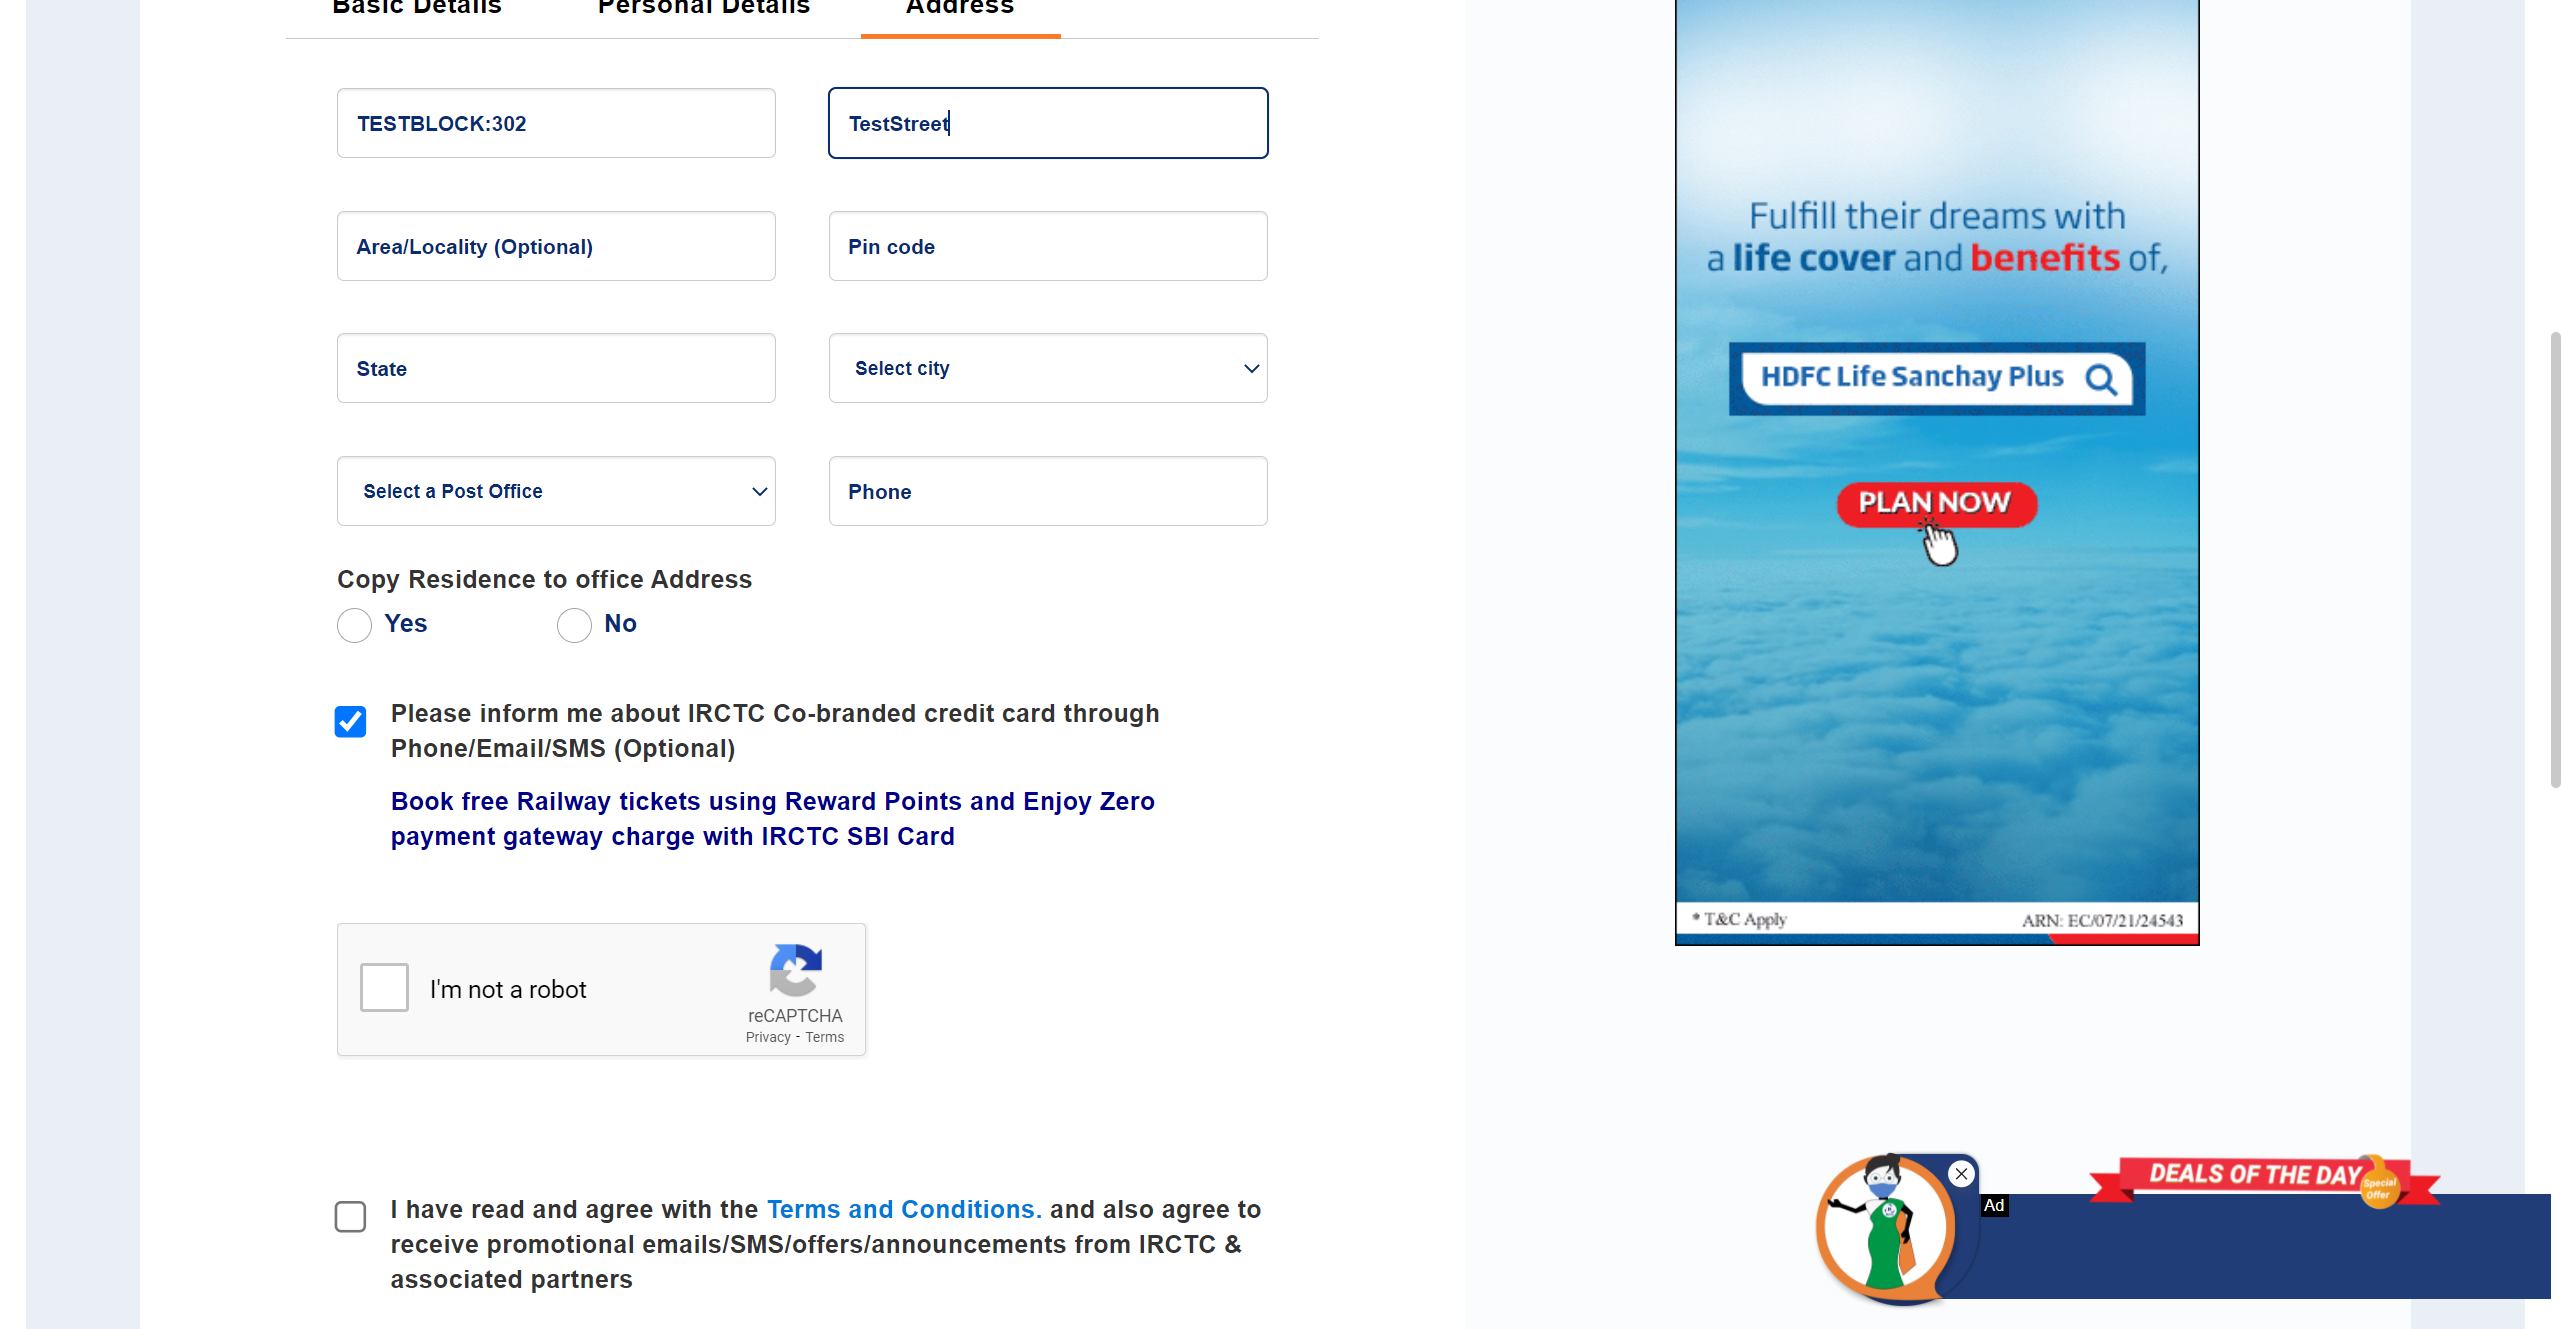 Basic Details
Personal Details
Address
TESTBLOCK:302
TestStreet
Area/Locality (Optional)
Pin code
State
Select city
Select a Post Office
Phone
Copy Residence to office Address
Yes
No
Please inform me about IRCTC Co-branded credit card through
Phone/Email/SMS (Optional)
Book free Railway tickets using Reward Points and Enjoy Zero
payment gateway charge with IRCTC SBI Card
I'm not a robot
reCAPTCHA
Privacy - Terms
I have read and agree with the Terms and Conditions. and also agree to
receive promotional emails/SMS/offers/announcements from IRCTC &
associated partners
Fulfill their dreams with
a life cover and benefits of,
HDFC Life Sanchay Plus
PLAN NOW
* T&C Apply
ARN: EC/07/21/24543
DEALS OF THE DAY
Special
Offer
Ad